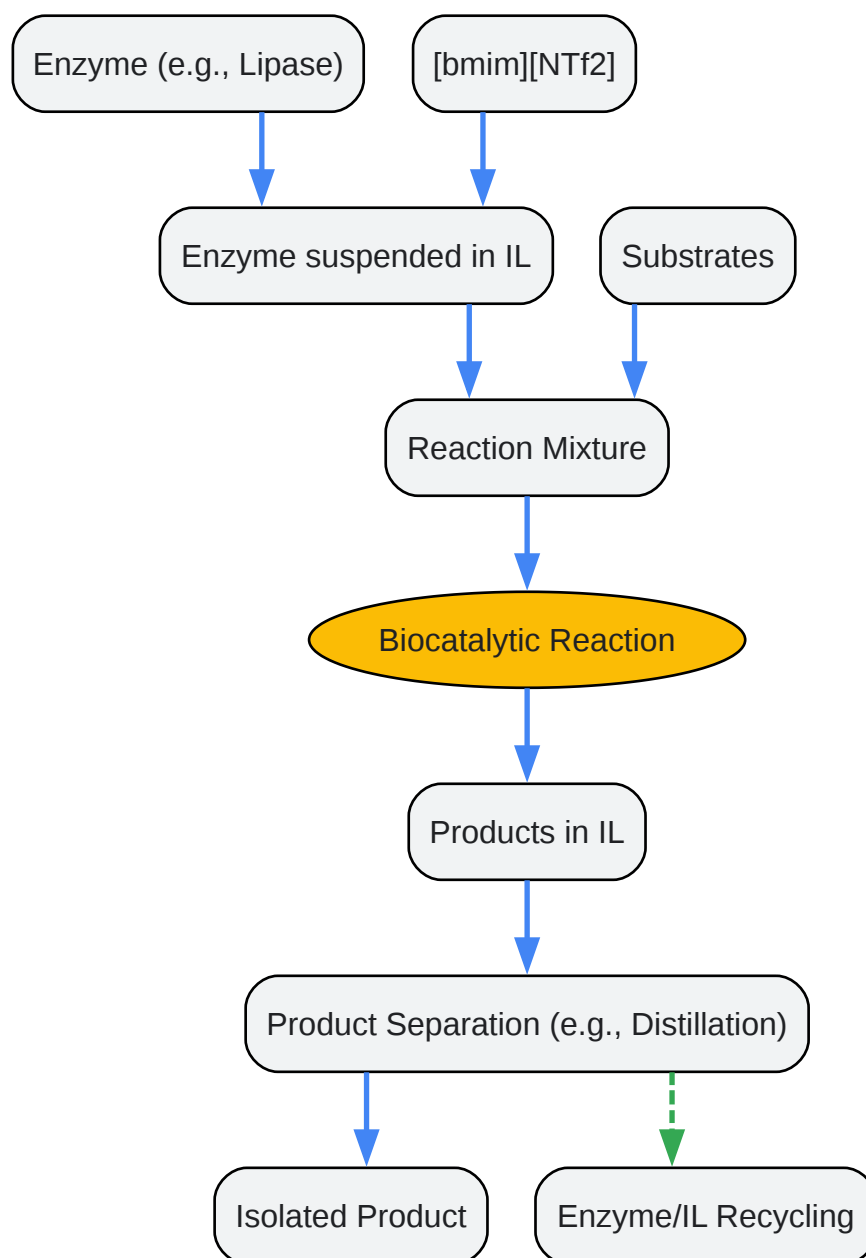 Enzyme (e.g., Lipase)
[bmim][NTf2]
Enzyme suspended in IL
Substrates
Reaction Mixture
Biocatalytic Reaction
Products in IL
Product Separation (e.g., Distillation)
Isolated Product
Enzyme/IL Recycling